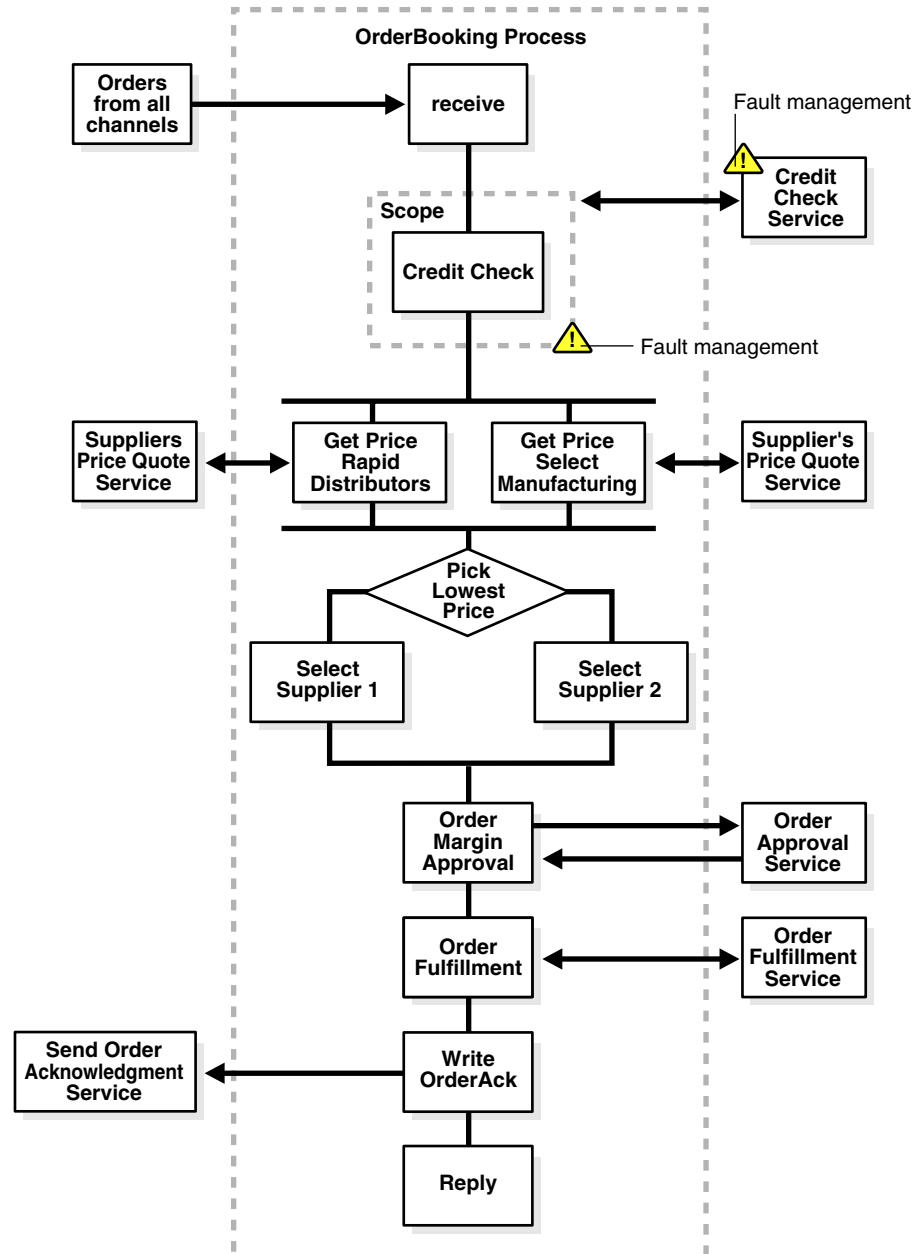 OrderBooking Process
Orders
from all
channels
receive
Fault management
!
Credit
Check
Service
Scope
Credit Check
!
Fault management
Suppliers
Price Quote
Service
Get Price
Rapid
Distributors
Get Price
Select
Manufacturing
Supplier's
Price Quote
Service
Pick
Lowest
Price
Select
Supplier 1
Select
Supplier 2
Order
Margin
Approval
Order
Approval
Service
Order
Fulfillment
Order
Fulfillment
Service
Send Order
Acknowledgment
Service
Write
OrderAck
Reply